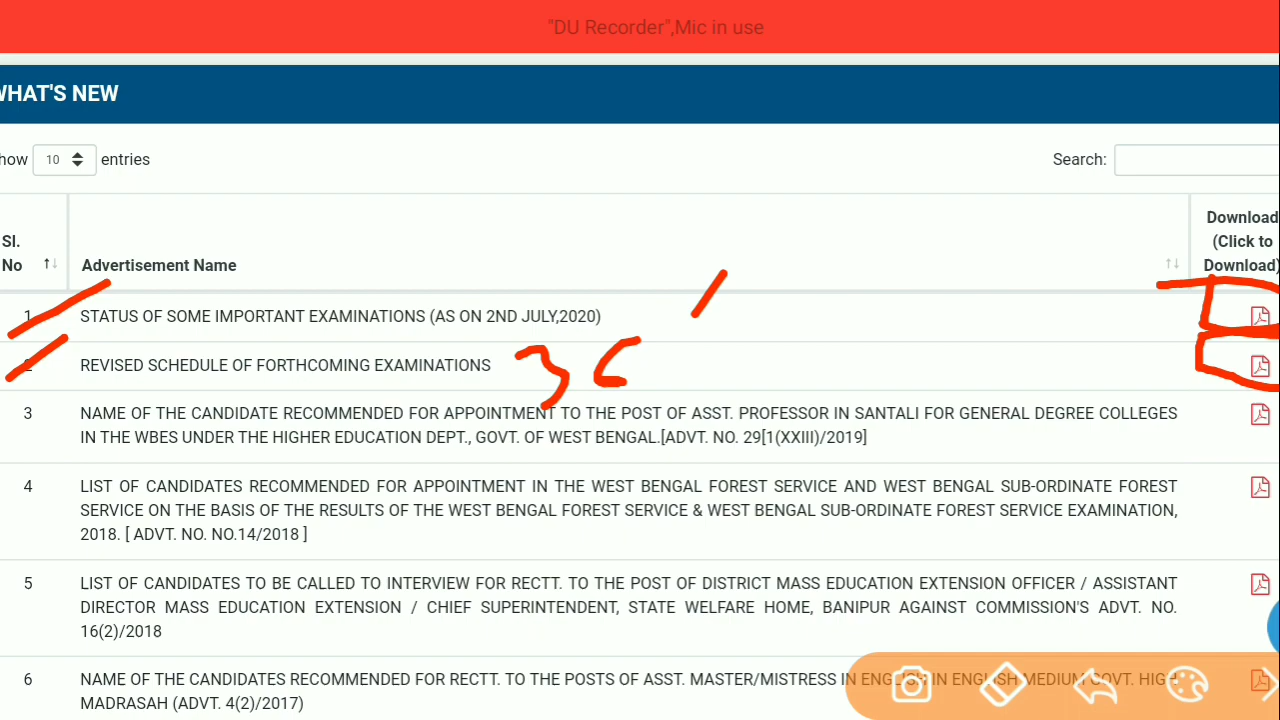 "DU Recorder",Mic in use
WHAT'S NEW
how 10 entries
Search:
Sl.
No
Advertisement Name
Download
(Click to
Download)
1 STATUS OF SOME IMPORTANT EXAMINATIONS (AS ON 2ND JULY,2020)
2 REVISED SCHEDULE OF FORTHCOMING EXAMINATIONS
3 NAME OF THE CANDIDATE RECOMMENDED FOR APPOINTMENT TO THE POST OF ASST. PROFESSOR IN SANTALI FOR GENERAL DEGREE COLLEGES
IN THE WBES UNDER THE HIGHER EDUCATION DEPT., GOVT. OF WEST BENGAL.[ADVT. NO. 29[1(XXIII)/2019]
4 LIST OF CANDIDATES RECOMMENDED FOR APPOINTMENT IN THE WEST BENGAL FOREST SERVICE AND WEST BENGAL SUB-ORDINATE FOREST
SERVICE ON THE BASIS OF THE RESULTS OF THE WEST BENGAL FOREST SERVICE & WEST BENGAL SUB-ORDINATE FOREST SERVICE EXAMINATION,
2018. [ ADVT. NO. NO.14/2018 ]
5 LIST OF CANDIDATES TO BE CALLED TO INTERVIEW FOR RECTT. TO THE POST OF DISTRICT MASS EDUCATION EXTENSION OFFICER / ASSISTANT
DIRECTOR MASS EDUCATION EXTENSION / CHIEF SUPERINTENDENT, STATE WELFARE HOME, BANIPUR AGAINST COMMISSION'S ADVT. NO.
16(2)/2018
6 NAME OF THE CANDIDATES RECOMMENDED FOR RECTT. TO THE POSTS OF ASST. MASTER/MISTRESS IN ENGLISH IN ENGLISH MEDIUM GOVT. HIGH
MADRASAH (ADVT. 4(2)/2017)